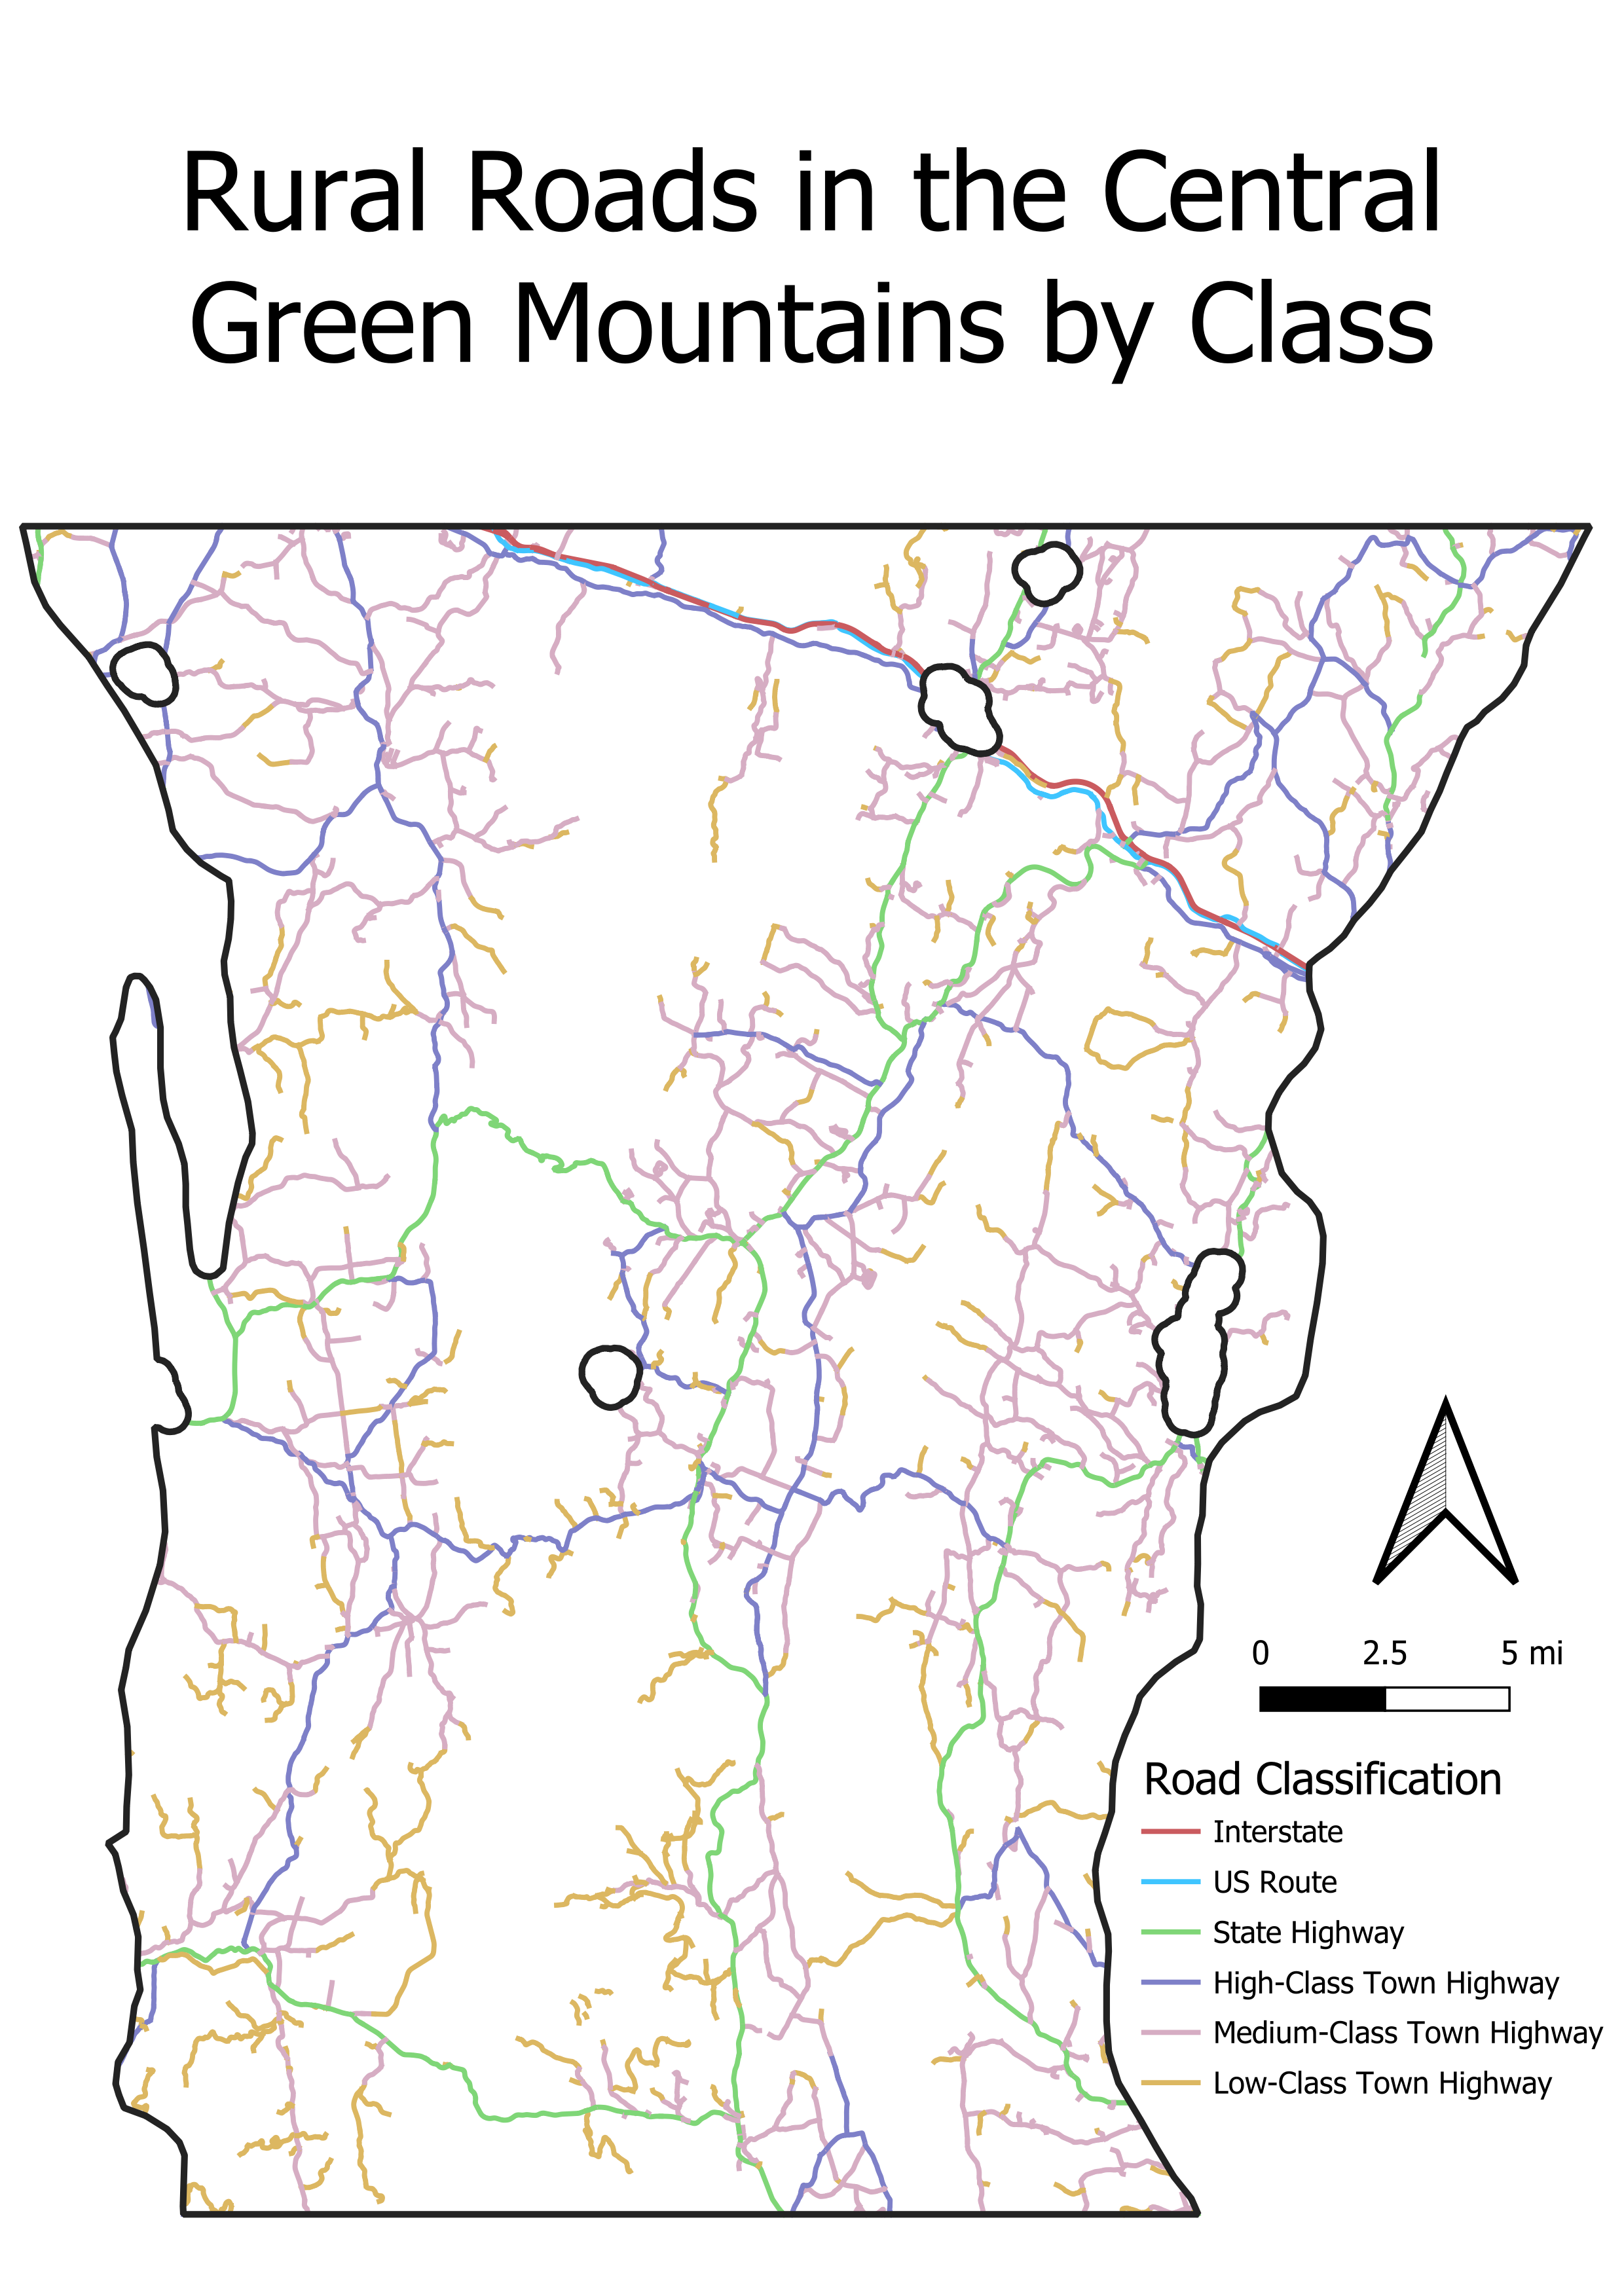 Rural Roads in the Central
Green Mountains by Class
0 2.5 5 mi
Road Classification
Interstate
US Route
State Highway
High-Class Town Highway
Medium-Class Town Highway
Low-Class Town Highway